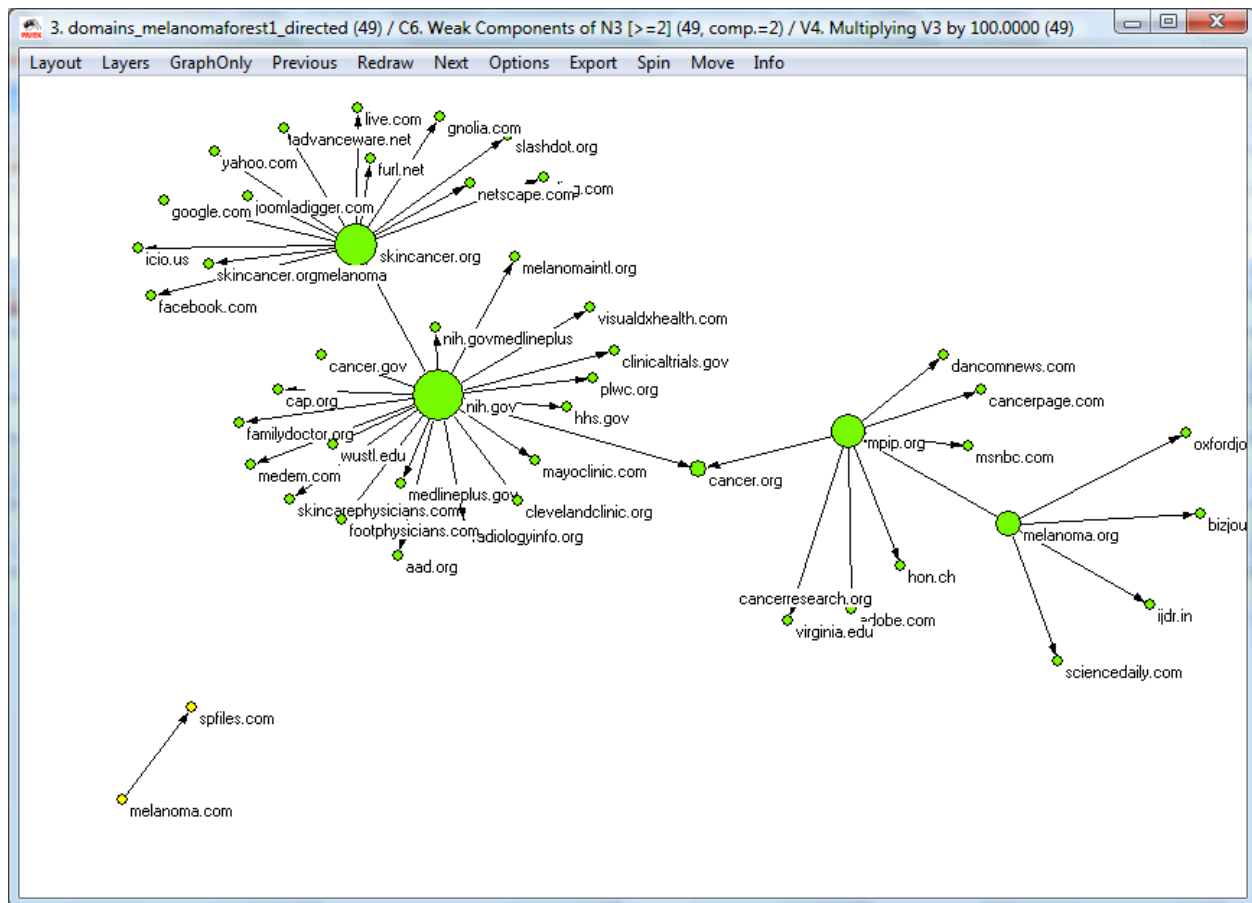 3. domains_melanomaforest1_directed (49) / C6. Weak Components of N3 [>=2] (49, comp.=2) / V4. Multiplying V3 by 100.0000 (49)
Layout Layers GraphOnly Previous Redraw Next Options Export Spin Move Info
live.com
gnolia.com
advanceware.net
slashdot.org
yahoo.com
furl.net
netscape.com
google.com
joomladigger.com
skincancer.org
icio.us
skincancer.orgmelanoma
melanomaintl.org
facebook.com
visualdxhealth.com
nih.govmedlineplus
cancer.gov
clinicaltrials.gov
dancomnews.com
plwc.org
cap.org
nih.gov
hhs.gov
cancerpage.com
familydoctor.org
mpip.org
oxfordjo
wustl.edu
msnbc.com
medem.com
mayoclinic.com
cancer.org
medlineplus.gov
skincarephysicians.com
clevelandclinic.org
bizjou
footphysicians.com
adiologyinfo.org
melanoma.org
aad.org
hon.ch
cancerresearch.org
dobe.com
ijdr.in
virginia.edu
sciencedaily.com
spfiles.com
melanoma.com